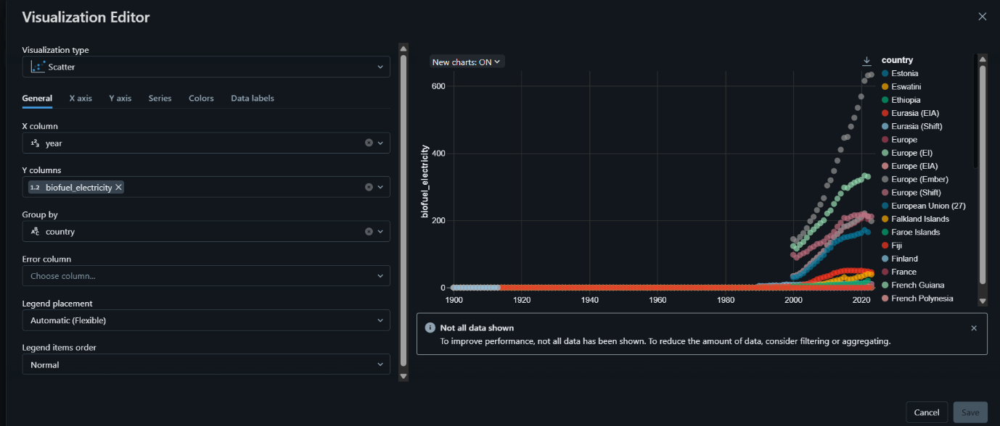 Visualization Editor
Visualization type
Scatter
General X axis Y axis Series Colors Data labels
X column
1²3 year
Y columns
1.2 biofuel_electricity
Group by
ABC country
Error column
Choose column...
Legend placement
Automatic (Flexible)
Legend items order
Normal
New charts: ON
biofuel_electricity
600
400
200
0
1900 1920 1940 1960 1980 2000 2020
country
Estonia
Eswatini
Ethiopia
Eurasia (EIA)
Eurasia (Shift)
Europe
Europe (EI)
Europe (EIA)
Europe (Ember)
Europe (Shift)
European Union (27)
Falkland Islands
Faroe Islands
Fiji
Finland
France
French Guiana
French Polynesia
Not all data shown
To improve performance, not all data has been shown. To reduce the amount of data, consider filtering or aggregating.
Cancel Save